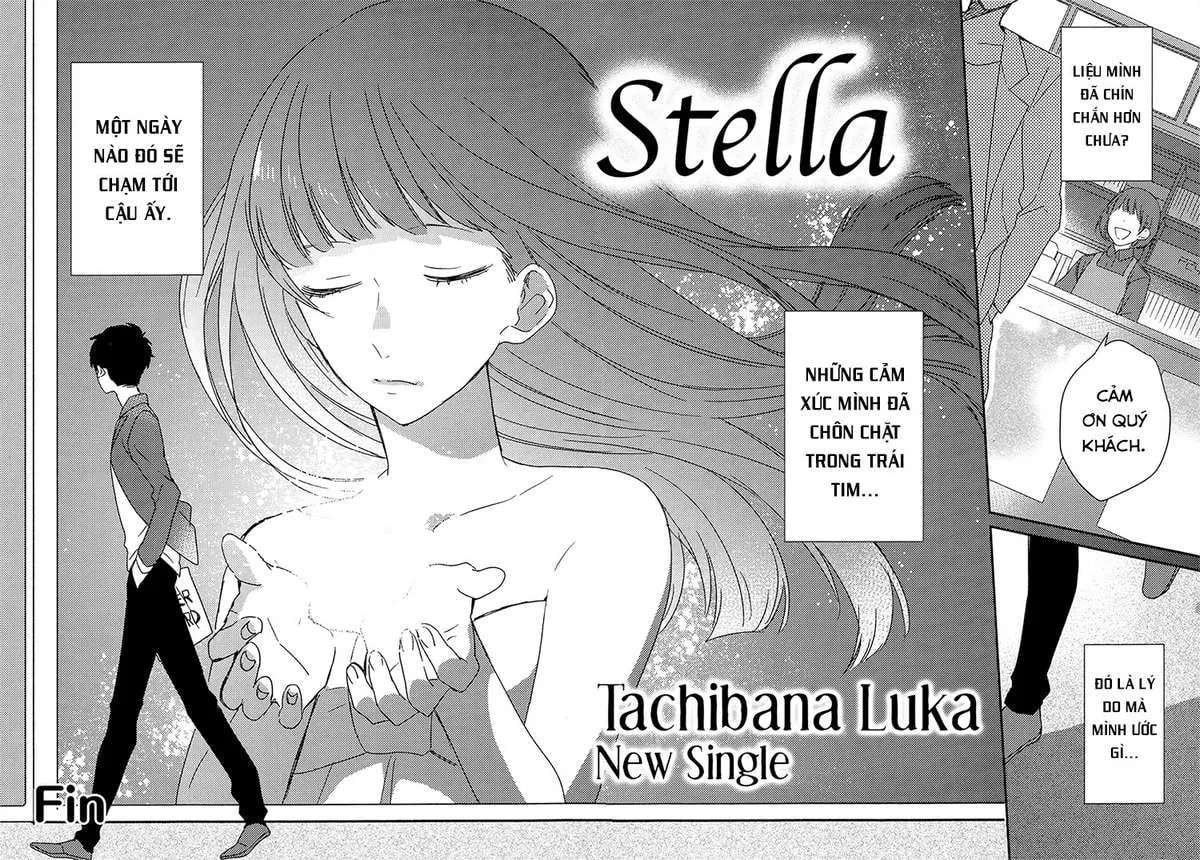 LIỆU MÌNH
ĐÃ CHÍN
CHẮN HƠN
CHƯA?
CẢM
ƠN QUÝ
KHÁCH.
ĐÓ LÀ LÝ
DO MÀ
MÌNH ƯỚC
GÌ...
Stella
NHỮNG CẢM
XÚC MÌNH ĐÃ
CHÔN CHẶT
TRONG TRÁI
TIM...
Tachibana Luka
New Single
MỘT NGÀY
NÀO ĐÓ SẼ
CHẠM TỚI
CẬU ẤY.
Fin